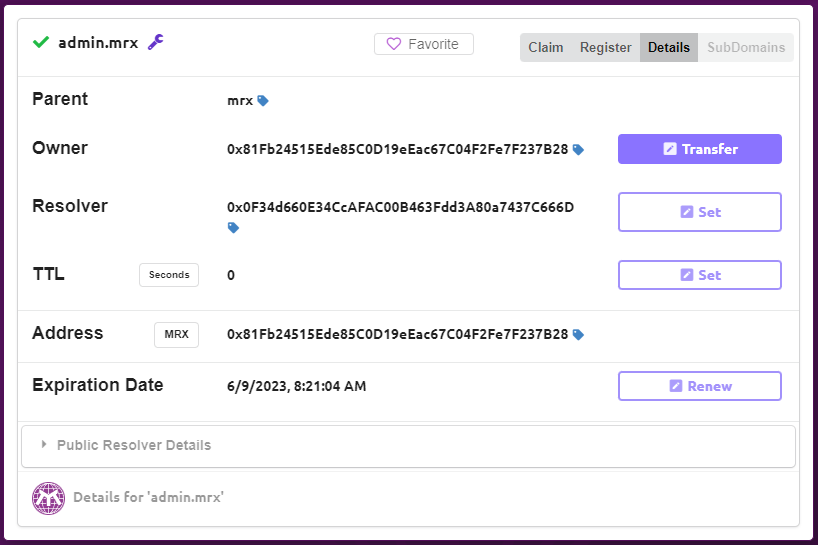 admin.mrx
Favorite
Claim Register Details SubDomains
Parent mrx
Owner 0x81Fb24515Ede85C0D19eEac67C04F2Fe7F237B28 Transfer
Resolver 0x0F34d660E34CcAFAC00B463Fdd3A80a7437C666D Set
TTL Seconds 0 Set
Address MRX 0x81Fb24515Ede85C0D19eEac67C04F2Fe7F237B28
Expiration Date 6/9/2023, 8:21:04 AM Renew
Public Resolver Details
Details for 'admin.mrx'